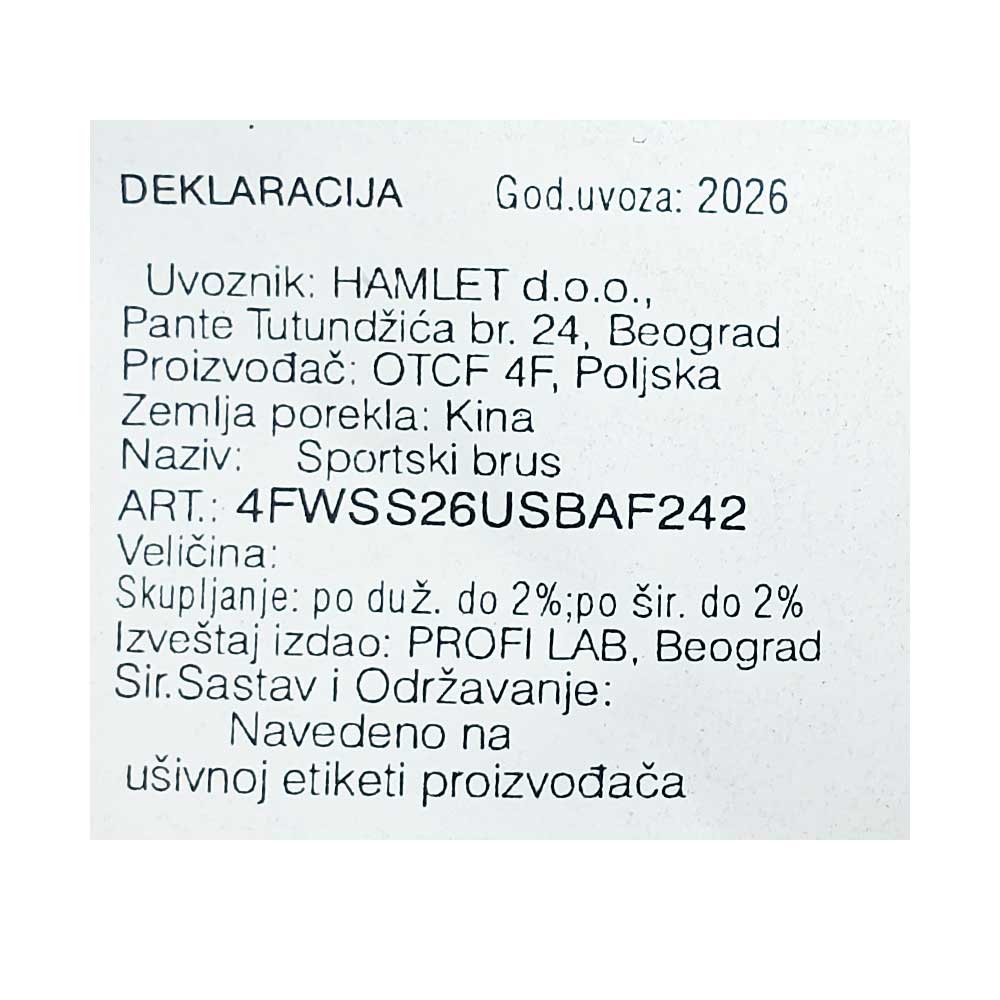 DEKLARACIJA God.uvoza: 2026
Uvoznik: HAMLET d.o.o.,
Pante Tutundžića br. 24, Beograd
Proizvođač: OTCF 4F, Poljska
Zemlja porekla: Kina
Naziv: Sportski brus
ART.: 4FWSS26USBAF242
Veličina:
Skupljanje: po duž. do 2%;po šir. do 2%
Izveštaj izdao: PROFI LAB, Beograd
Sir.Sastav i Održavanje:
Navedeno na
ušivnoj etiketi proizvođača